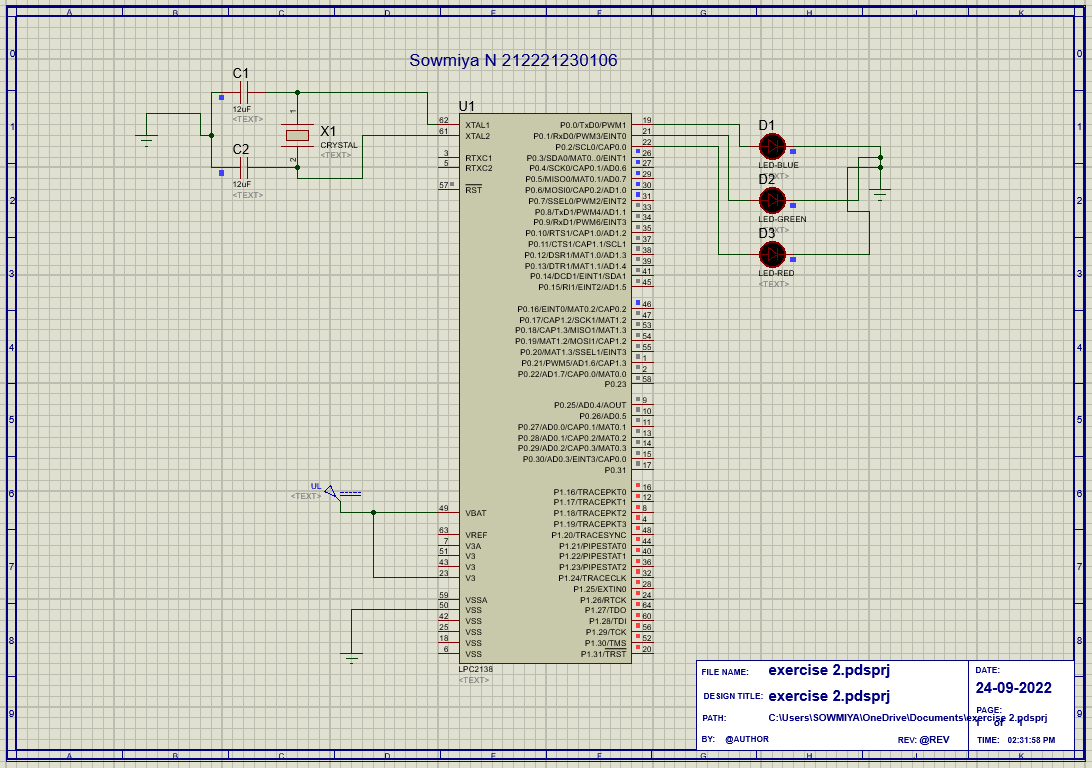 A B C D E F G H J K
Sowmiya N 212221230106
C1
12uF
<TEXT>
C2
12uF
<TEXT>
1
2
X1
CRYSTAL
<TEXT>
U1
62 XTAL1
61 XTAL2
3 RTXC1
5 RTXC2
57 RST
49 VBAT
63 VREF
7 V3A
51 V3
43 V3
23 V3
59 VSSA
50 VSS
42 VSS
25 VSS
18 VSS
6 VSS
P0.0/TxD0/PWM1 19
P0.1/RxD0/PWM3/EINT0 21
P0.2/SCL0/CAP0.0 22
P0.3/SDA0/MAT0..0/EINT1 26
P0.4/SCK0/CAP0.1/AD0.6 27
P0.5/MISO0/MAT0.1/AD0.7 29
P0.6/MOSI0/CAP0.2/AD1.0 30
P0.7/SSEL0/PWM2/EINT2 31
P0.8/TxD1/PWM4/AD1.1 33
P0.9/RxD1/PWM6/EINT3 34
P0.10/RTS1/CAP1.0/AD1.2 35
P0.11/CTS1/CAP1.1/SCL1 37
P0.12/DSR1/MAT1.0/AD1.3 38
P0.13/DTR1/MAT1.1/AD1.4 39
P0.14/DCD1/EINT1/SDA1 41
P0.15/RI1/EINT2/AD1.5 45
P0.16/EINT0/MAT0.2/CAP0.2 46
P0.17/CAP1.2/SCK1/MAT1.2 47
P0.18/CAP1.3/MISO1/MAT1.3 53
P0.19/MAT1.2/MOSI1/CAP1.2 54
P0.20/MAT1.3/SSEL1/EINT3 55
P0.21/PWM5/AD1.6/CAP1.3 1
P0.22/AD1.7/CAP0.0/MAT0.0 2
P0.23 58
P0.25/AD0.4/AOUT 9
P0.26/AD0.5 10
P0.27/AD0.0/CAP0.1/MAT0.1 11
P0.28/AD0.1/CAP0.2/MAT0.2 13
P0.29/AD0.2/CAP0.3/MAT0.3 14
P0.30/AD0.3/EINT3/CAP0.0 15
P0.31 17
P1.16/TRACEPKT0 16
P1.17/TRACEPKT1 12
P1.18/TRACEPKT2 8
P1.19/TRACEPKT3 4
P1.20/TRACESYNC 48
P1.21/PIPESTAT0 44
P1.22/PIPESTAT1 40
P1.23/PIPESTAT2 36
P1.24/TRACECLK 32
P1.25/EXTIN0 28
P1.26/RTCK 24
P1.27/TDO 64
P1.28/TDI 60
P1.29/TCK 56
P1.30/TMS 52
P1.31/TRST 20
LPC2138
<TEXT>
D1
LED-BLUE
<TEXT>
D2
LED-GREEN
<TEXT>
D3
LED-RED
<TEXT>
UL
<TEXT>
0 0
1 1
2 2
3 3
4 4
5 5
6 6
7 7
8 8
9 9
FILE NAME: exercise 2.pdsprj
DESIGN TITLE: exercise 2.pdsprj
PATH: C:\Users\SOWMIYA\OneDrive\Documents\exercise 2.pdsprj
BY: @AUTHOR REV: @REV
DATE:
24-09-2022
PAGE:
1 of 1
TIME: 02:31:58 PM
A B C D E F G H J K